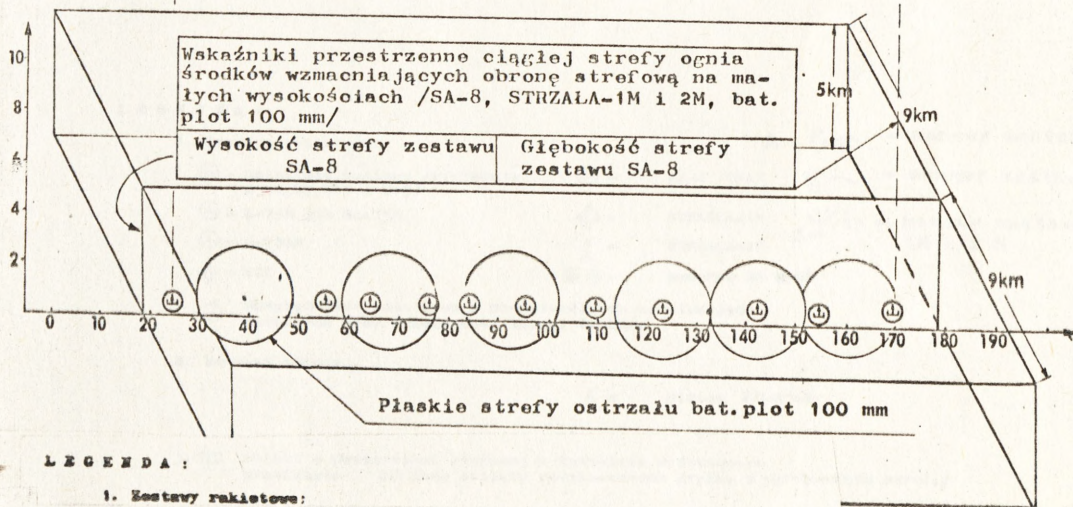 10
8
6
4
2
Wskaźniki przestrzenne ciągłej strefy ognia
środków wzmacniających obronę strefową na ma-
łych wysokościach /SA-8, STRZAŁA-1M i 2M, bat.
plot 100 mm/
Wysokość strefy zestawu
SA-8
Głębokość strefy
zestawu SA-8
5km
9km
9km
0 10 20 30 40 50 60 70 80 90 100 110 120 130 140 150 160 170 180 190
Płaskie strefy ostrzału bat.plot 100 mm
LEGENDA:
1. Zestawy rakietowe: